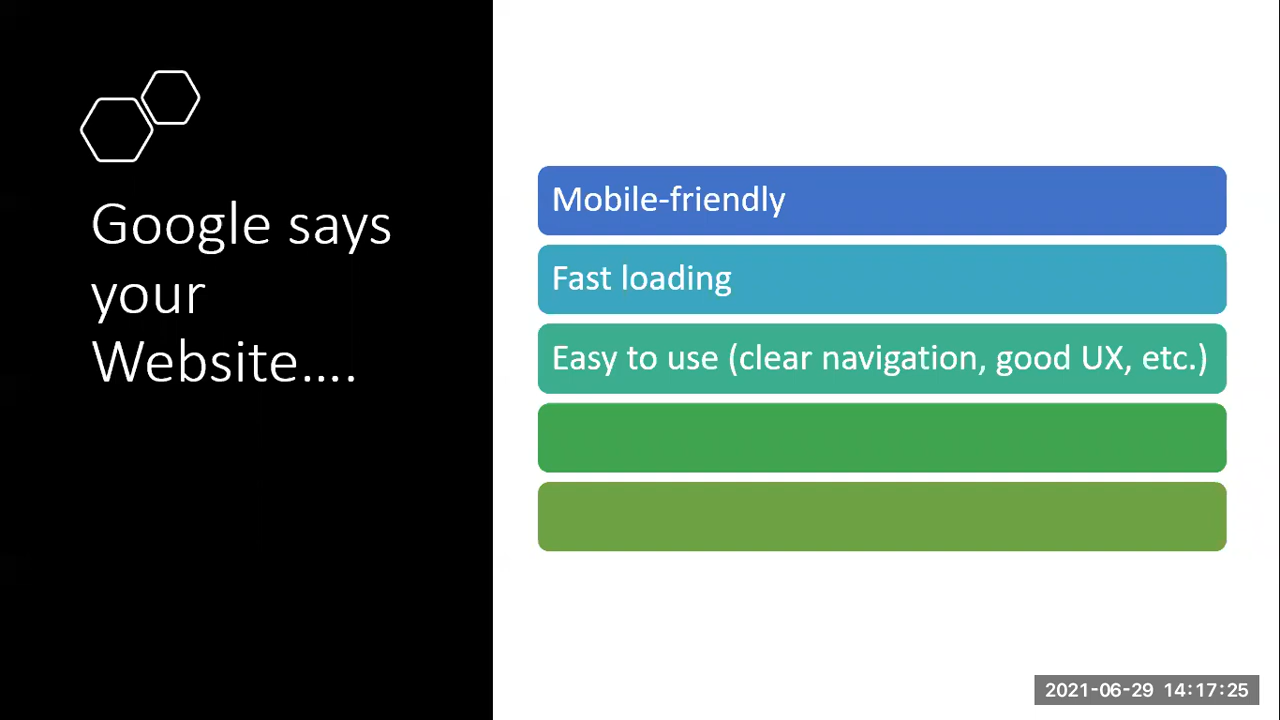 Google says
your
Website....
Mobile-friendly
Fast loading
Easy to use (clear navigation, good UX, etc.)
2021-06-29 14:17:25